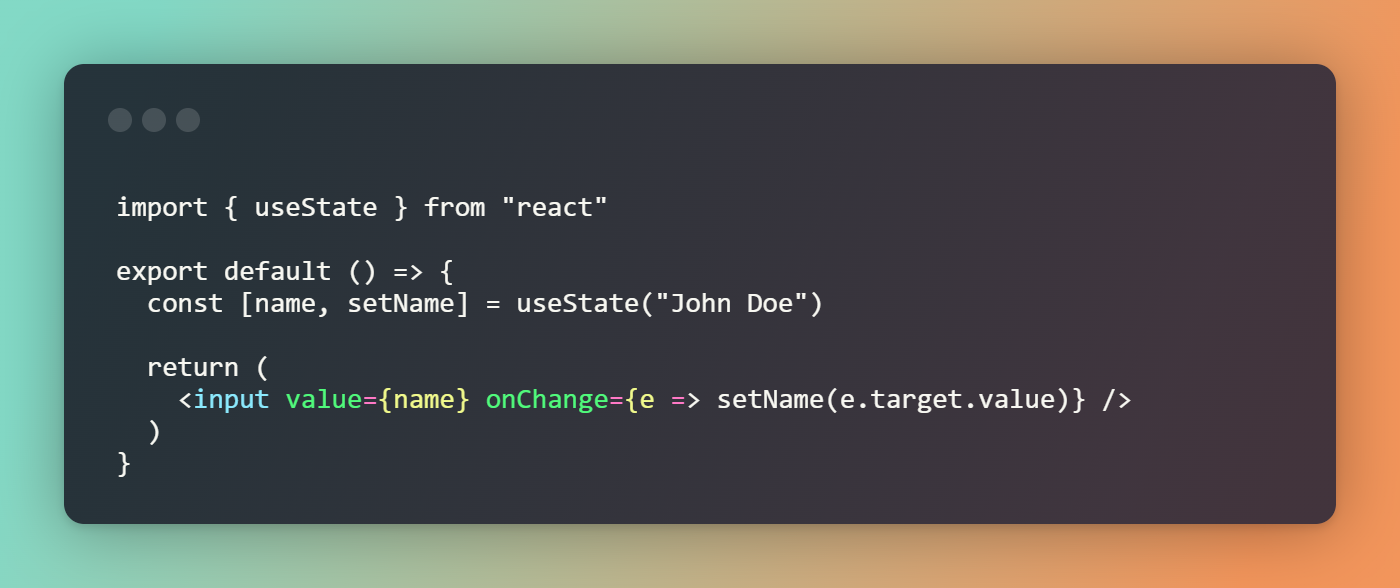 import { useState } from "react"
export default () => {
  const [name, setName] = useState("John Doe")
  return (
    <input value={name} onChange={e => setName(e.target.value)} />
  )
}